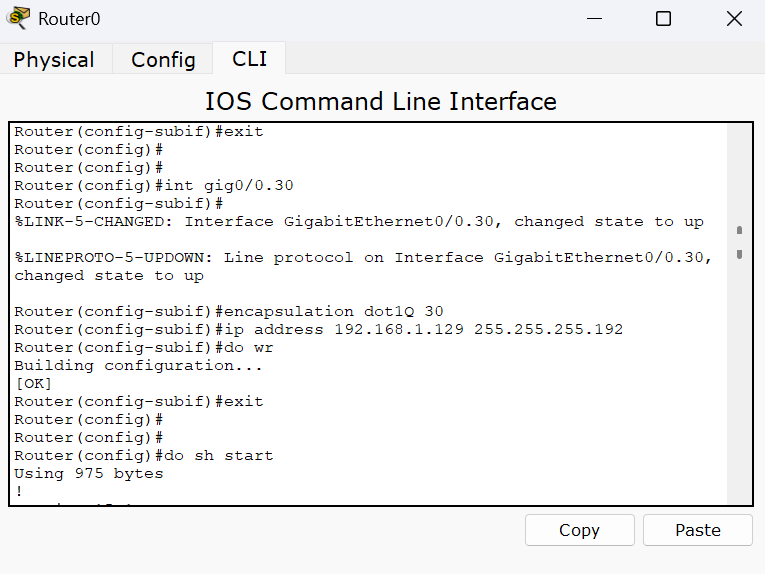 Router0
Physical Config CLI
IOS Command Line Interface
Router(config-subif)#exit
Router(config)#
Router(config)#
Router(config)#int gig0/0.30
Router(config-subif)#
%LINK-5-CHANGED: Interface GigabitEthernet0/0.30, changed state to up
%LINEPROTO-5-UPDOWN: Line protocol on Interface GigabitEthernet0/0.30,
changed state to up
Router(config-subif)#encapsulation dot1Q 30
Router(config-subif)#ip address 192.168.1.129 255.255.255.192
Router(config-subif)#do wr
Building configuration...
[OK]
Router(config-subif)#exit
Router(config)#
Router(config)#
Router(config)#do sh start
Using 975 bytes
!
Copy Paste